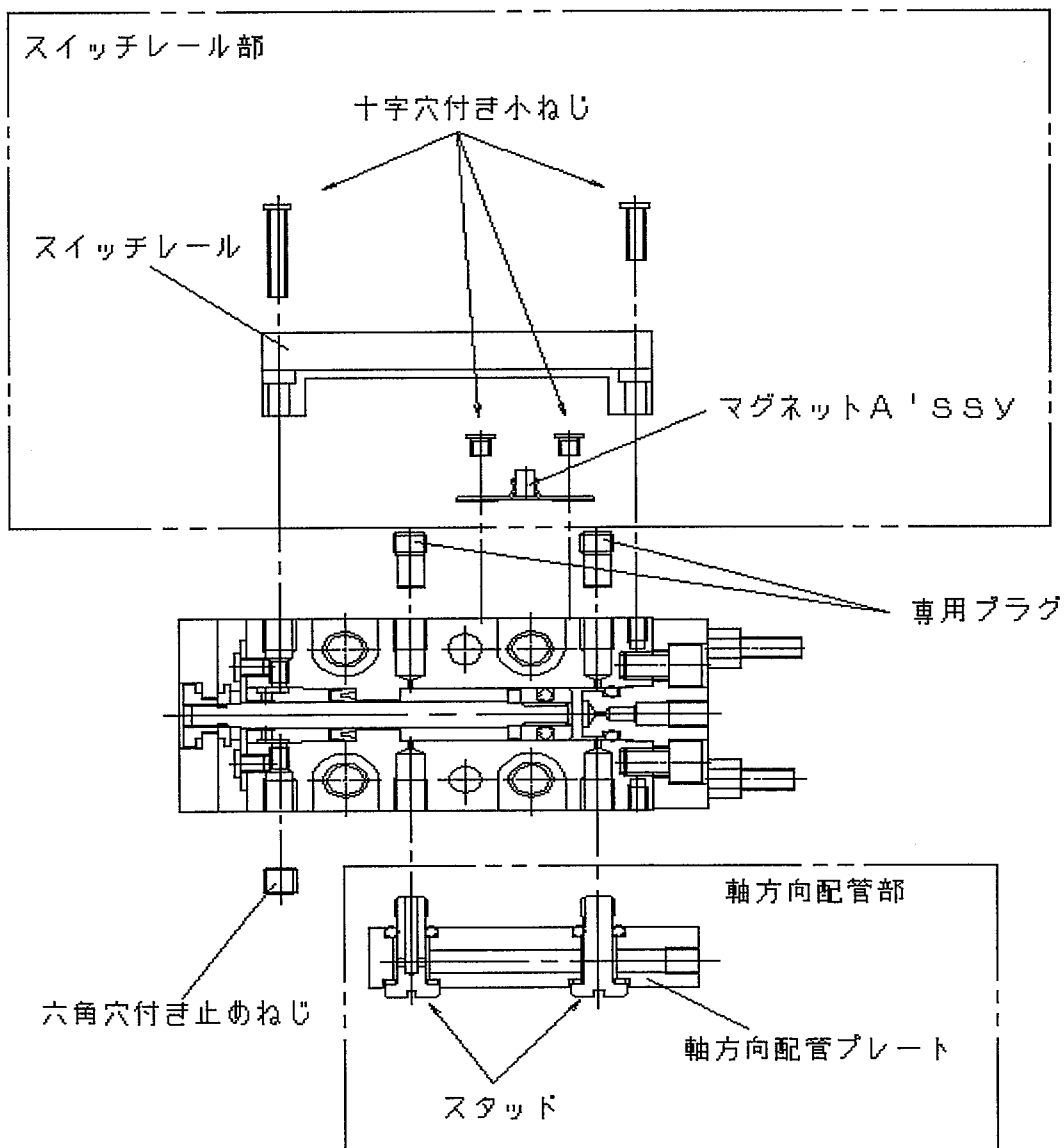 スイッチレール部
十字穴付き小ねじ
スイッチレール
マグネットA'ssy
専用プラグ
軸方向配管部
六角穴付き止めねじ
軸方向配管プレート
スタッド